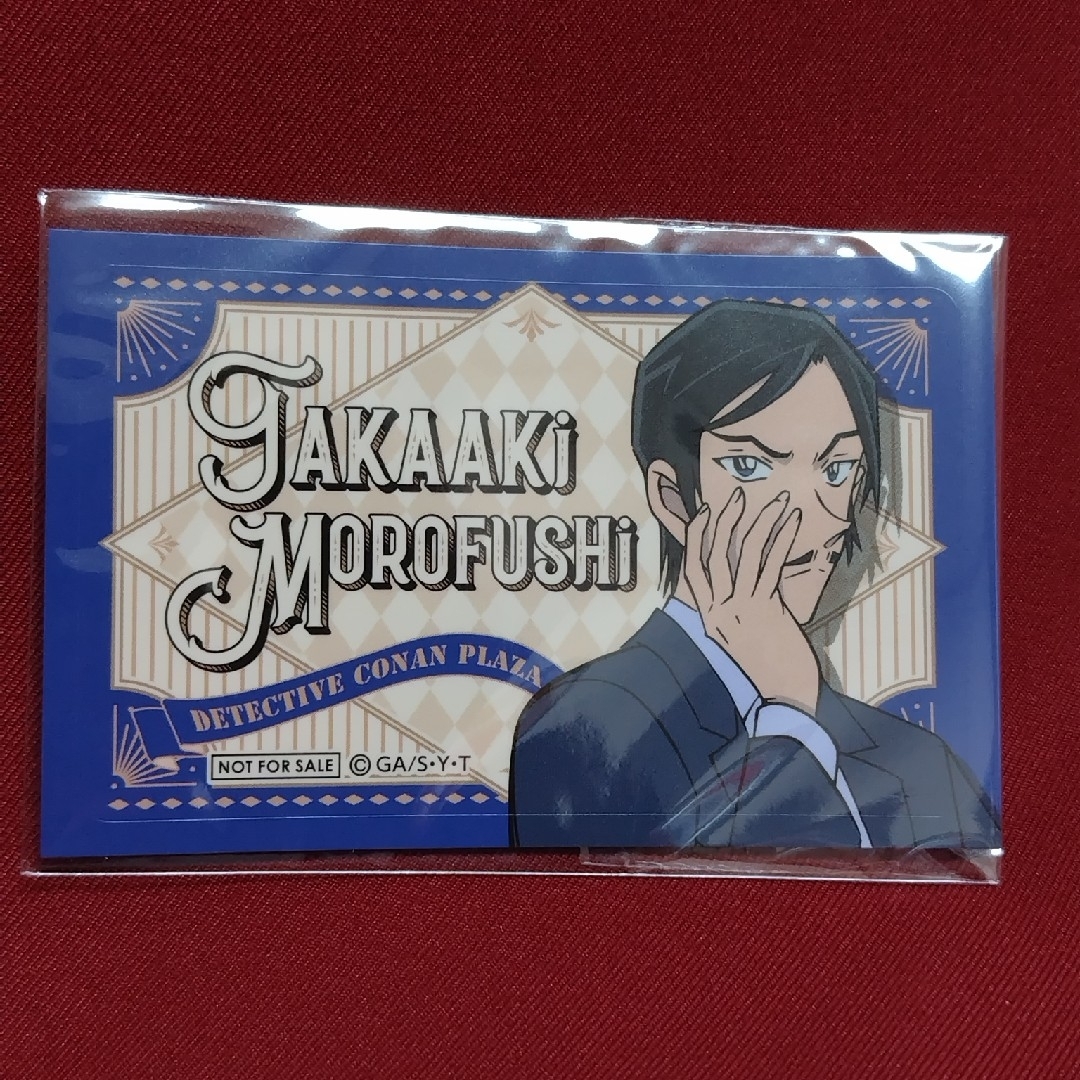 TAKAAKi
MOROFUSHi
DETECTIVE CONAN PLAZA
NOT FOR SALE ©GA/S・Y・T